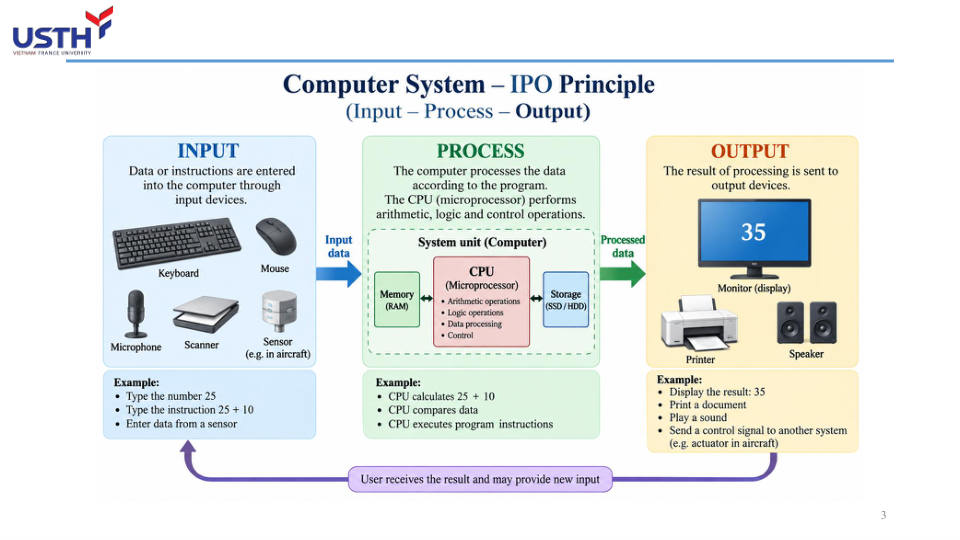 USTH
VIETNAM FRANCE UNIVERSITY
Computer System – IPO Principle
(Input – Process – Output)
INPUT
Data or instructions are entered
into the computer through
input devices.
Keyboard
Mouse
Microphone
Scanner
Sensor
(e.g. in aircraft)
Example:
• Type the number 25
• Type the instruction 25 + 10
• Enter data from a sensor
Input
data
PROCESS
The computer processes the data
according to the program.
The CPU (microprocessor) performs
arithmetic, logic and control operations.
System unit (Computer)
Memory
(RAM)
CPU
(Microprocessor)
• Arithmetic operations
• Logic operations
• Data processing
• Control
Storage
(SSD / HDD)
Example:
• CPU calculates 25 + 10
• CPU compares data
• CPU executes program instructions
Processed
data
OUTPUT
The result of processing is sent to
output devices.
35
Monitor (display)
Printer
Speaker
Example:
• Display the result: 35
• Print a document
• Play a sound
• Send a control signal to another system
(e.g. actuator in aircraft)
User receives the result and may provide new input
3